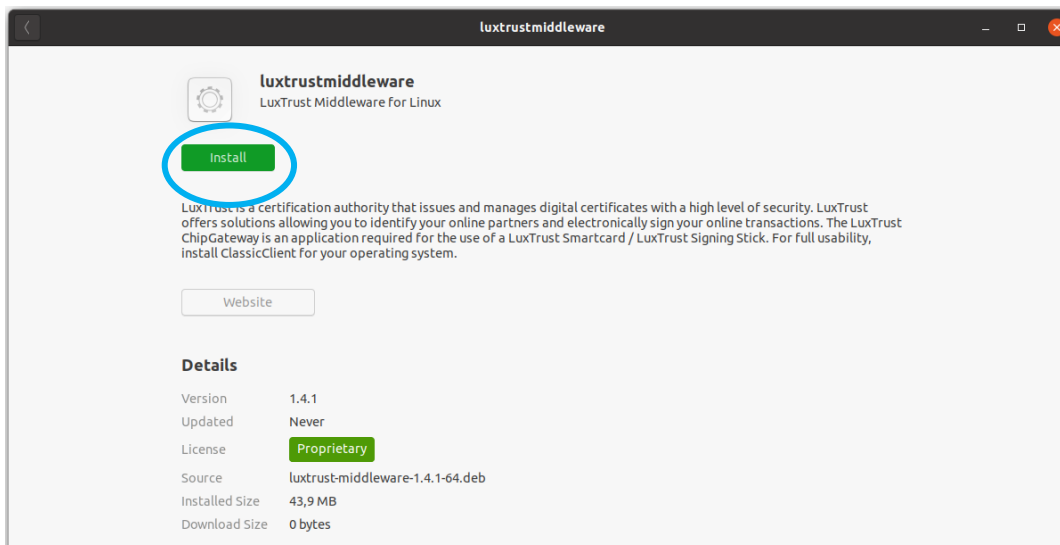 luxtrustmiddleware
luxtrustmiddleware
LuxTrust Middleware for Linux
Install
LuxTrust is a certification authority that issues and manages digital certificates with a high level of security. LuxTrust
offers solutions allowing you to identify your online partners and electronically sign your online transactions. The LuxTrust
ChipGateway is an application required for the use of a LuxTrust Smartcard / LuxTrust Signing Stick. For full usability,
install ClassicClient for your operating system.
Website
Details
Version 1.4.1
Updated Never
License Proprietary
Source luxtrust-middleware-1.4.1-64.deb
Installed Size 43,9 MB
Download Size 0 bytes